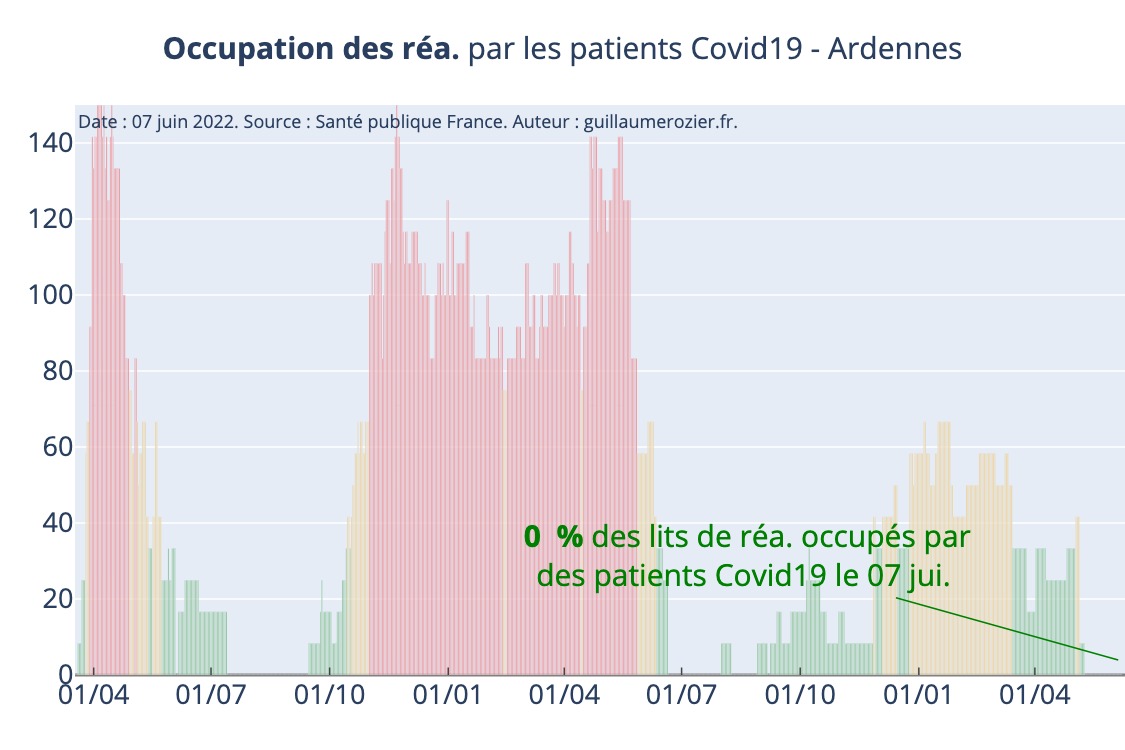 Occupation des réa. par les patients Covid19 - Ardennes
Date : 07 juin 2022. Source : Santé publique France. Auteur : guillaumerozier.fr.
140
120
100
80
60
40
20
0
0 % des lits de réa. occupés par
des patients Covid19 le 07 jui.
01/04 01/07 01/10 01/01 01/04 01/07 01/10 01/01 01/04